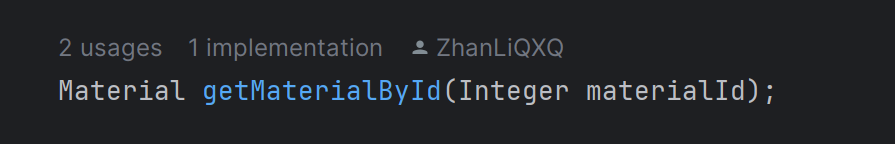 2 usages 1 implementation ZhanLiQXQ
Material getMaterialById(Integer materialId);